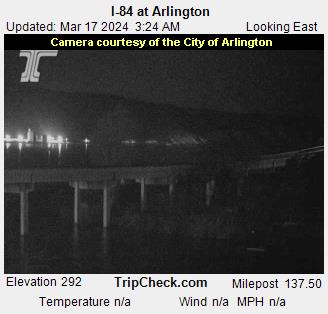 I-84 at Arlington
Updated: Mar 17 2024 3:24 AM Looking East
Camera courtesy of the City of Arlington
Elevation 292 TripCheck.com Milepost 137.50
Temperature n/a Wind n/a MPH n/a